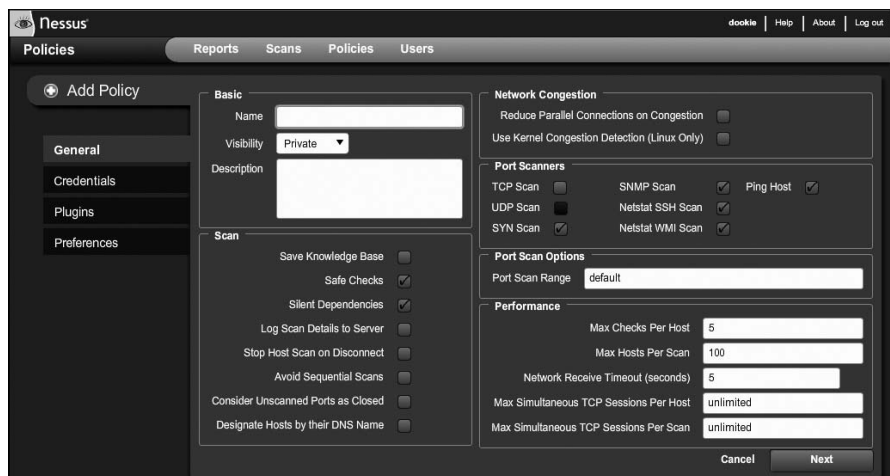 Nessus
dookie | Help | About | Log out
Policies
Reports Scans Policies Users
Add Policy
General
Credentials
Plugins
Preferences
Basic
Name
Visibility Private
Description
Scan
Save Knowledge Base
Safe Checks
Silent Dependencies
Log Scan Details to Server
Stop Host Scan on Disconnect
Avoid Sequential Scans
Consider Unscanned Ports as Closed
Designate Hosts by their DNS Name
Network Congestion
Reduce Parallel Connections on Congestion
Use Kernel Congestion Detection (Linux Only)
Port Scanners
TCP Scan SNMP Scan Ping Host
UDP Scan Netstat SSH Scan
SYN Scan Netstat WMI Scan
Port Scan Options
Port Scan Range default
Performance
Max Checks Per Host 5
Max Hosts Per Scan 100
Network Receive Timeout (seconds) 5
Max Simultaneous TCP Sessions Per Host unlimited
Max Simultaneous TCP Sessions Per Scan unlimited
Cancel Next